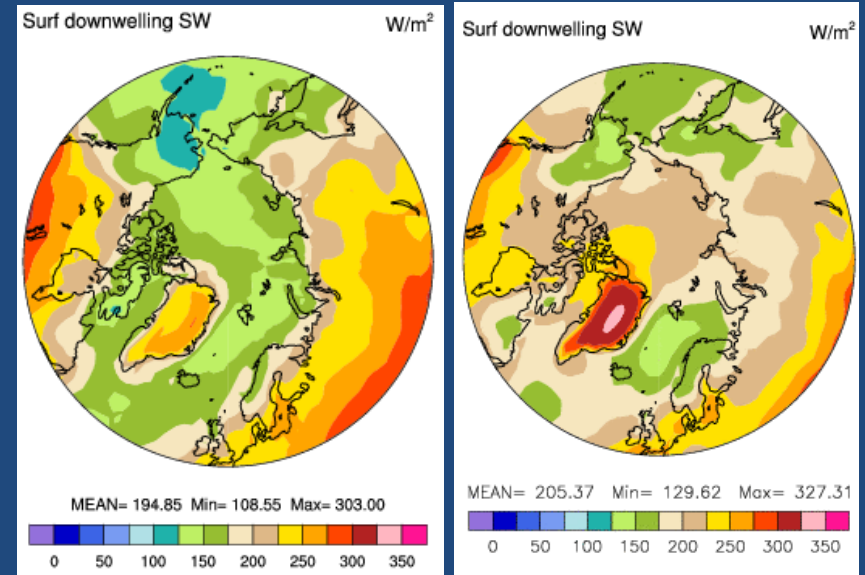 Surf downwelling SW W/m²
MEAN= 194.85 Min= 108.55 Max= 303.00
0 50 100 150 200 250 300 350
Surf downwelling SW W/m²
MEAN= 205.37 Min= 129.62 Max= 327.31
0 50 100 150 200 250 300 350